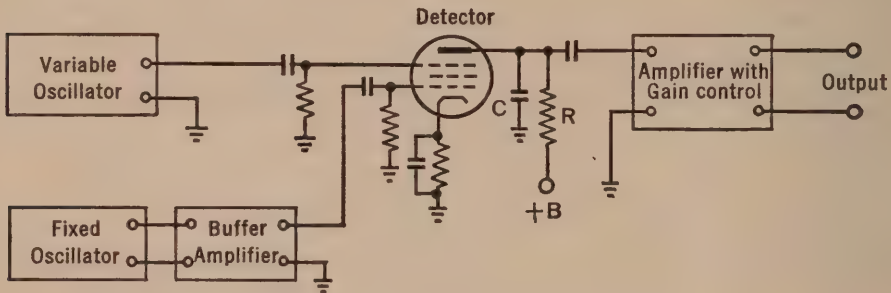 Detector
Variable
Oscillator
C
R
+B
Amplifier with
Gain control
Output
Fixed
Oscillator
Buffer
Amplifier